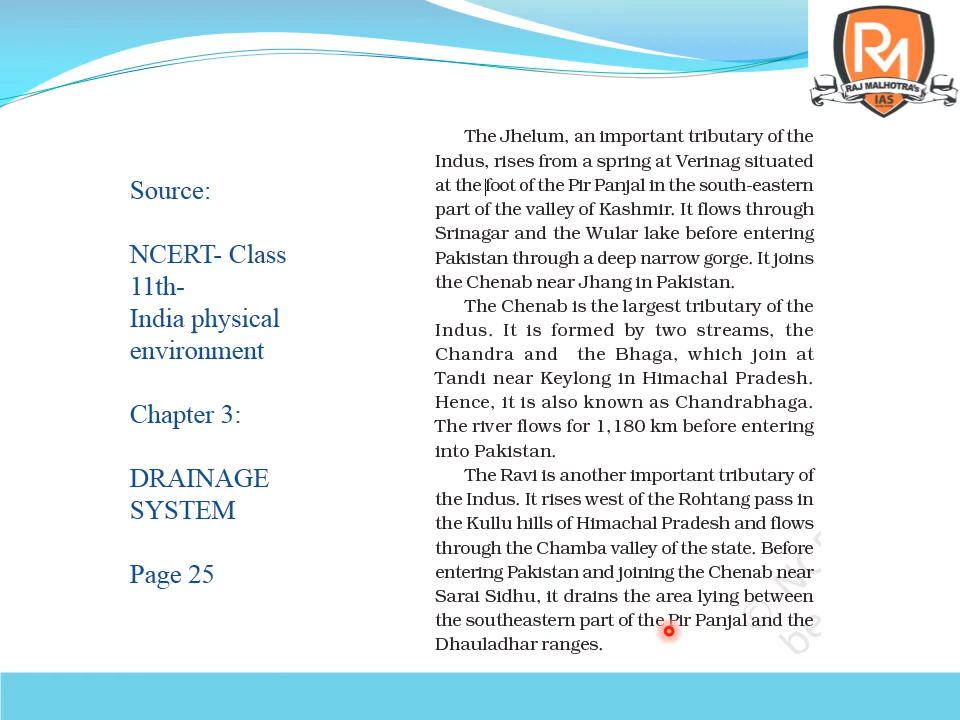 RM
RAJ MALHOTRA's
IAS
Source:
NCERT- Class
11th-
India physical
environment
Chapter 3:
DRAINAGE
SYSTEM
Page 25
The Jhelum, an important tributary of the
Indus, rises from a spring at Verinag situated
at the foot of the Pir Panjal in the south-eastern
part of the valley of Kashmir. It flows through
Srinagar and the Wular lake before entering
Pakistan through a deep narrow gorge. It joins
the Chenab near Jhang in Pakistan.
The Chenab is the largest tributary of the
Indus. It is formed by two streams, the
Chandra and the Bhaga, which join at
Tandi near Keylong in Himachal Pradesh.
Hence, it is also known as Chandrabhaga.
The river flows for 1,180 km before entering
into Pakistan.
The Ravi is another important tributary of
the Indus. It rises west of the Rohtang pass in
the Kullu hills of Himachal Pradesh and flows
through the Chamba valley of the state. Before
entering Pakistan and joining the Chenab near
Sarai Sidhu, it drains the area lying between
the southeastern part of the Pir Panjal and the
Dhauladhar ranges.